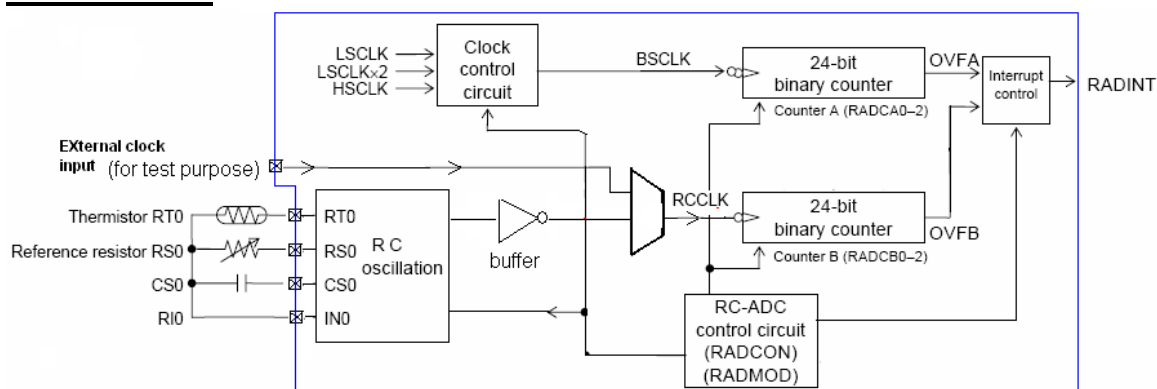 LSCLK
LSCLK×2
HSCLK
Clock
control
circuit
BSCLK
24-bit
binary counter
Counter A (RADCA0–2)
OVFA
Interrupt
control
RADINT
EXternal clock
input (for test purpose)
Thermistor RT0
Reference resistor RS0
CS0
RI0
RT0
RS0
CS0
IN0
R C
oscillation
buffer
RCCLK
24-bit
binary counter
Counter B (RADCB0–2)
OVFB
RC-ADC
control circuit
(RADCON)
(RADMOD)